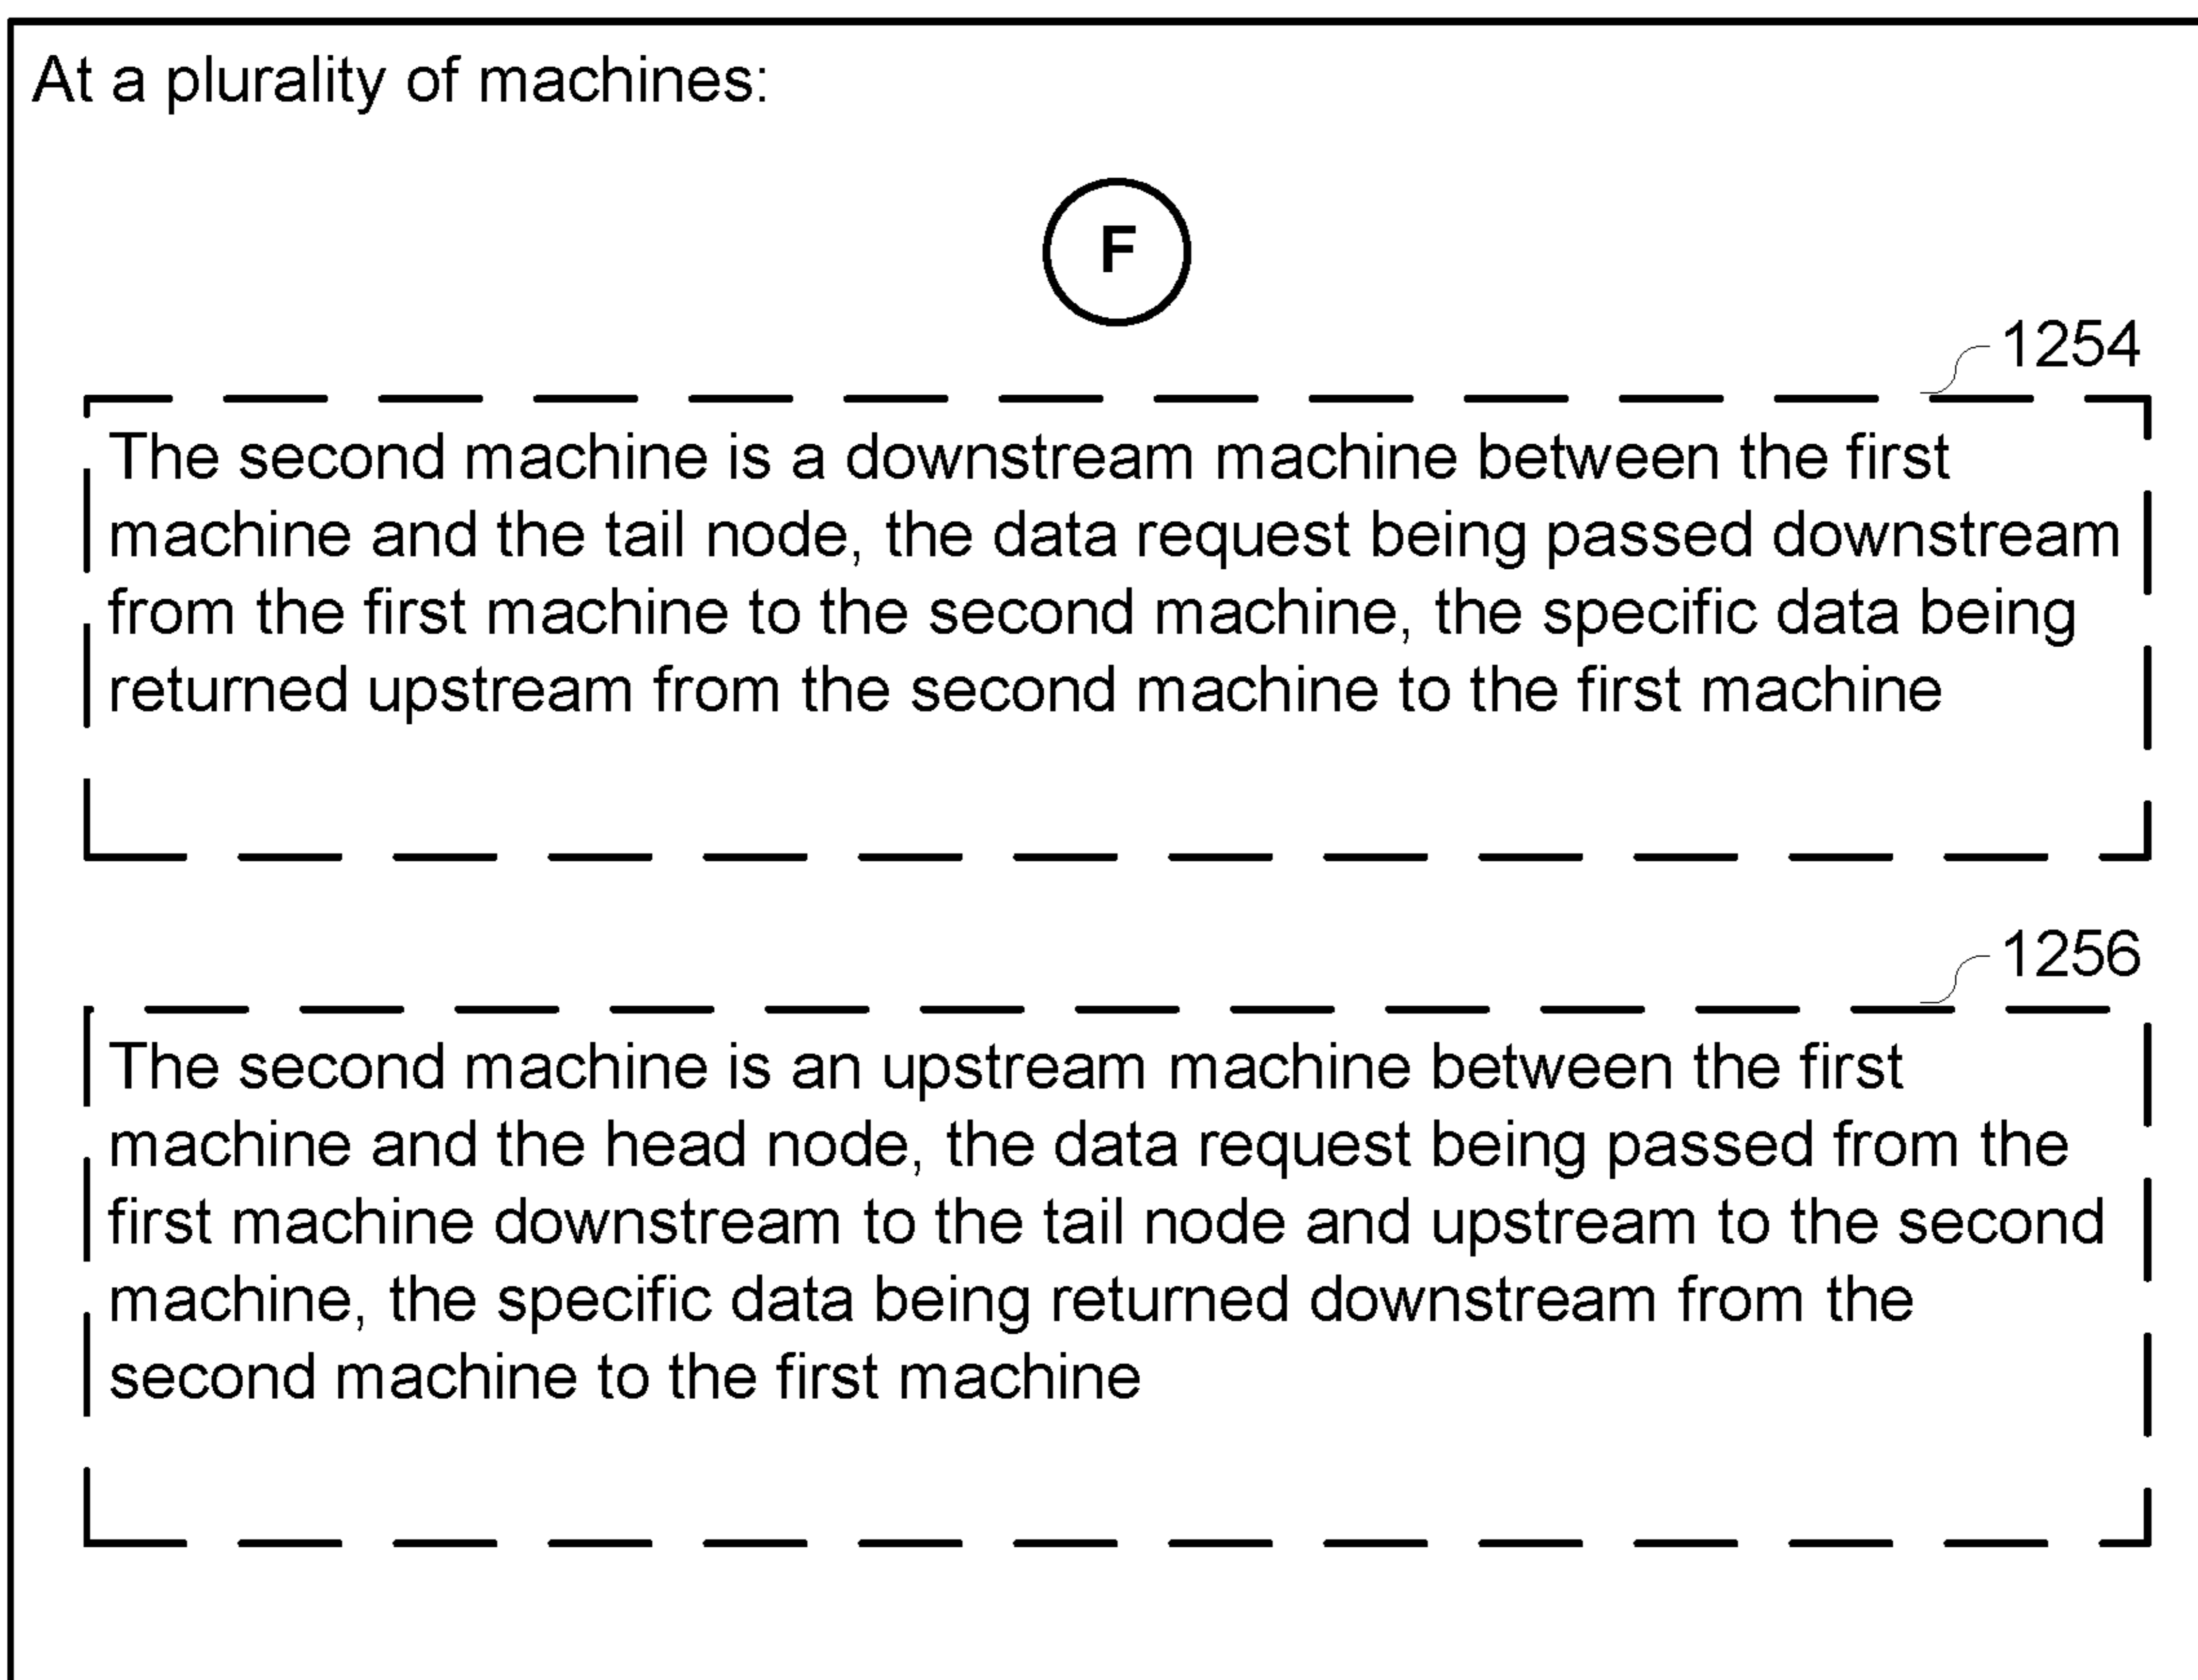 At a plurality of machines:
F
1254
The second machine is a downstream machine between the first
machine and the tail node, the data request being passed downstream
from the first machine to the second machine, the specific data being
returned upstream from the second machine to the first machine
1256
The second machine is an upstream machine between the first
machine and the head node, the data request being passed from the
first machine downstream to the tail node and upstream to the second
machine, the specific data being returned downstream from the
second machine to the first machine